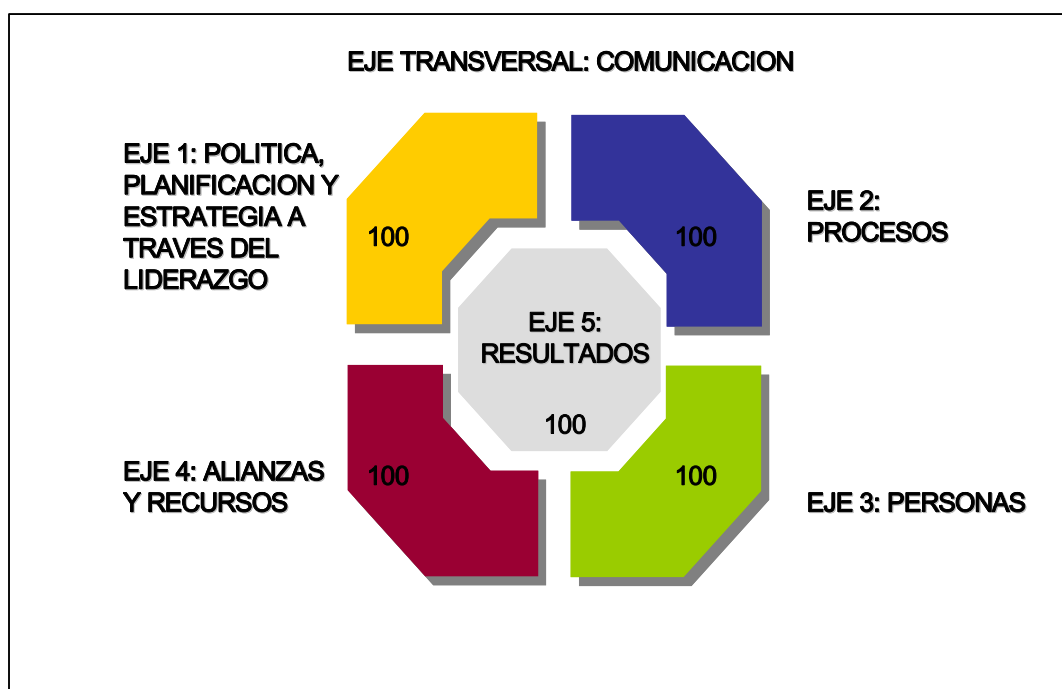 EJE TRANSVERSAL: COMUNICACION
EJE 1: POLITICA,
PLANIFICACION Y
ESTRATEGIA A
TRAVES DEL
LIDERAZGO
100
100
EJE 2:
PROCESOS
EJE 5:
RESULTADOS
100
EJE 4: ALIANZAS
Y RECURSOS
100
100
EJE 3: PERSONAS